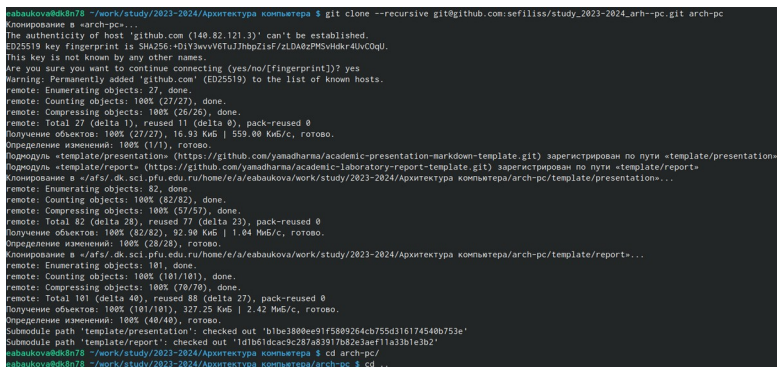 eabaukova@dk8n78 ~/work/study/2023-2024/Архитектура компьютера $ git clone --recursive git@github.com:sefiliss/study_2023-2024_arh--pc.git arch-pc
Клонирование в «arch-pc»...
The authenticity of host 'github.com (140.82.121.3)' can't be established.
ED25519 key fingerprint is SHA256:+DiY3wvvV6TuJJhbpZisF/zLDA0zPMSvHdkr4UvCOqU.
This key is not known by any other names.
Are you sure you want to continue connecting (yes/no/[fingerprint])? yes
Warning: Permanently added 'github.com' (ED25519) to the list of known hosts.
remote: Enumerating objects: 27, done.
remote: Counting objects: 100% (27/27), done.
remote: Compressing objects: 100% (26/26), done.
remote: Total 27 (delta 1), reused 11 (delta 0), pack-reused 0
Получение объектов: 100% (27/27), 16.93 КиБ | 559.00 КиБ/с, готово.
Определение изменений: 100% (1/1), готово.
Подмодуль «template/presentation» (https://github.com/yamadharma/academic-presentation-markdown-template.git) зарегистрирован по пути «template/presentation»
Подмодуль «template/report» (https://github.com/yamadharma/academic-laboratory-report-template.git) зарегистрирован по пути «template/report»
Клонирование в «/afs/.dk.sci.pfu.edu.ru/home/e/a/eabaukova/work/study/2023-2024/Архитектура компьютера/arch-pc/template/presentation»...
remote: Enumerating objects: 82, done.
remote: Counting objects: 100% (82/82), done.
remote: Compressing objects: 100% (57/57), done.
remote: Total 82 (delta 28), reused 77 (delta 23), pack-reused 0
Получение объектов: 100% (82/82), 92.90 КиБ | 1.04 МиБ/с, готово.
Определение изменений: 100% (28/28), готово.
Клонирование в «/afs/.dk.sci.pfu.edu.ru/home/e/a/eabaukova/work/study/2023-2024/Архитектура компьютера/arch-pc/template/report»...
remote: Enumerating objects: 101, done.
remote: Counting objects: 100% (101/101), done.
remote: Compressing objects: 100% (70/70), done.
remote: Total 101 (delta 40), reused 88 (delta 27), pack-reused 0
Получение объектов: 100% (101/101), 327.25 КиБ | 2.42 МиБ/с, готово.
Определение изменений: 100% (40/40), готово.
Submodule path 'template/presentation': checked out 'b1be3800ee91f5809264cb755d316174540b753e'
Submodule path 'template/report': checked out '1d1b61dcac9c287a83917b82e3aef11a33b1e3b2'
eabaukova@dk8n78 ~/work/study/2023-2024/Архитектура компьютера $ cd arch-pc/
eabaukova@dk8n78 ~/work/study/2023-2024/Архитектура компьютера/arch-pc $ cd ..